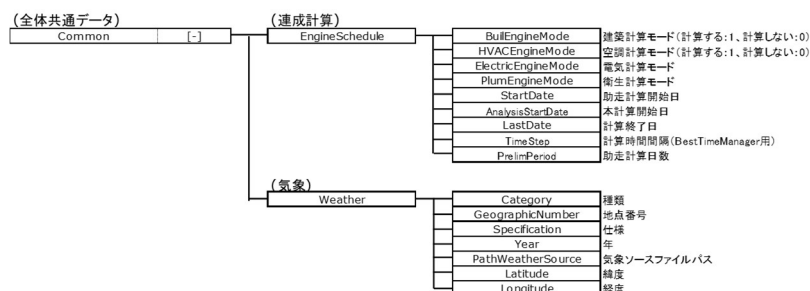 (全体共通データ) (連成計算)
Common [-] EngineSchedule BuilEngineMode 建築計算モード(計算する:1、計算しない:0)
HVACEngineMode 空調計算モード(計算する:1、計算しない:0)
ElectricEngineMode 電気計算モード
PlumEngineMode 衛生計算モード
StartDate 助走計算開始日
AnalysisStartDate 本計算開始日
LastDate 計算終了日
TimeStep 計算時間間隔(BestTimeManager用)
PrelimPeriod 助走計算日数
(気象)
Weather Category 種類
GeographicNumber 地点番号
Specification 仕様
Year 年
PathWeatherSource 気象ソースファイルパス
Latitude 緯度
Longitude 経度